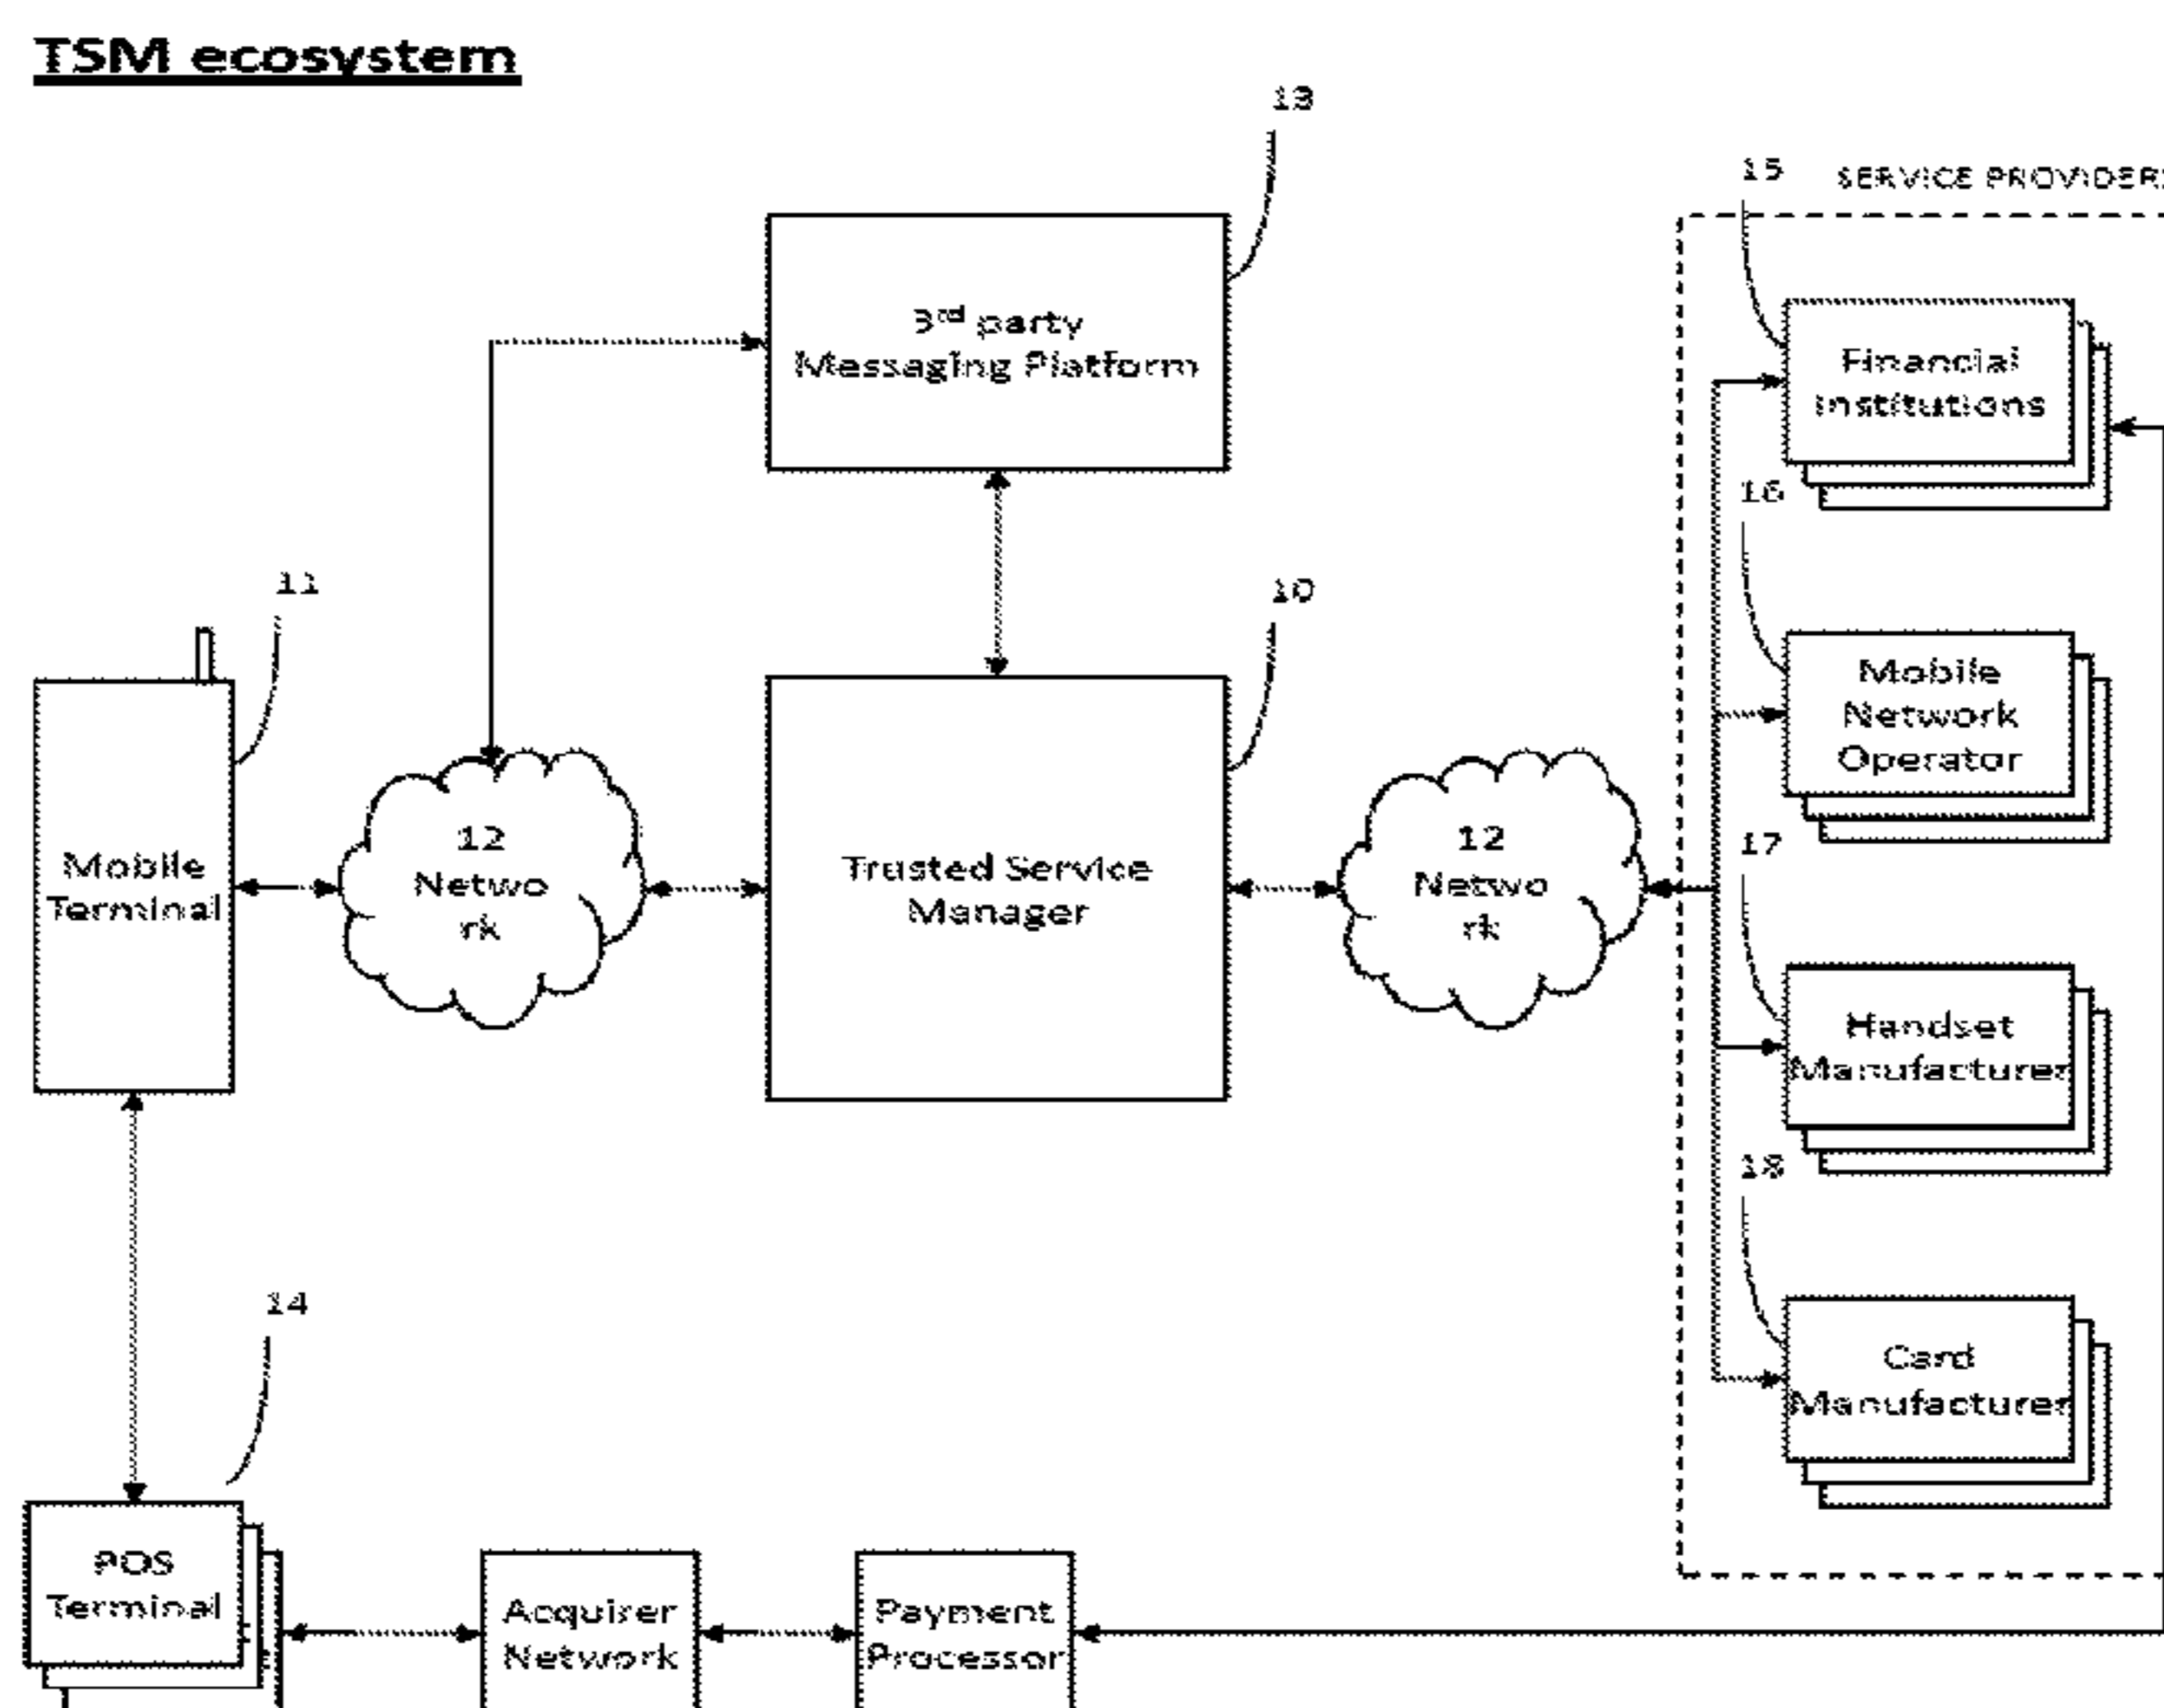 TSM ecosystem
13
15
SERVICE PROVIDERS
3rd party
Messaging Platform
Financial
Institutions
16
11
10
Mobile
Network
Operator
12
Netwo
rk
12
Netwo
rk
17
Mobile
Terminal
Trusted Service
Manager
Handset
Manufacturer
18
14
Card
Manufacturer
POS
Terminal
Acquirer
Network
Payment
Processor